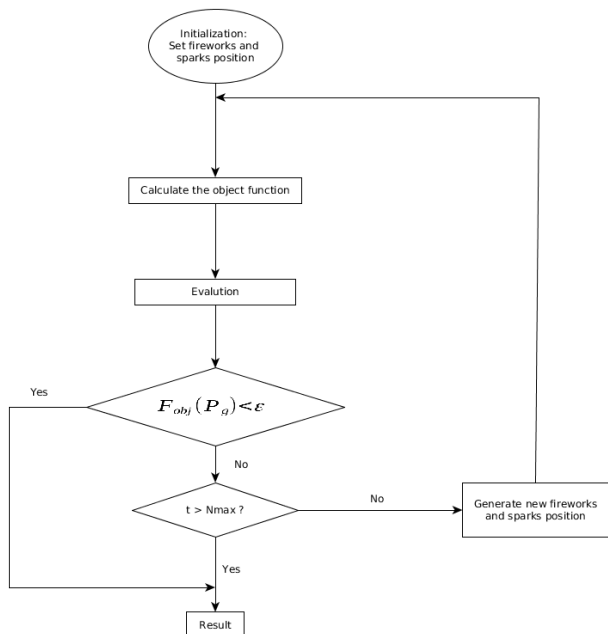 Initialization:
Set fireworks and
sparks position
Calculate the object function
Evalution
Yes
F_obj(P_g)<ε
No
t > Nmax ?
No
Generate new fireworks
and sparks position
Yes
Result